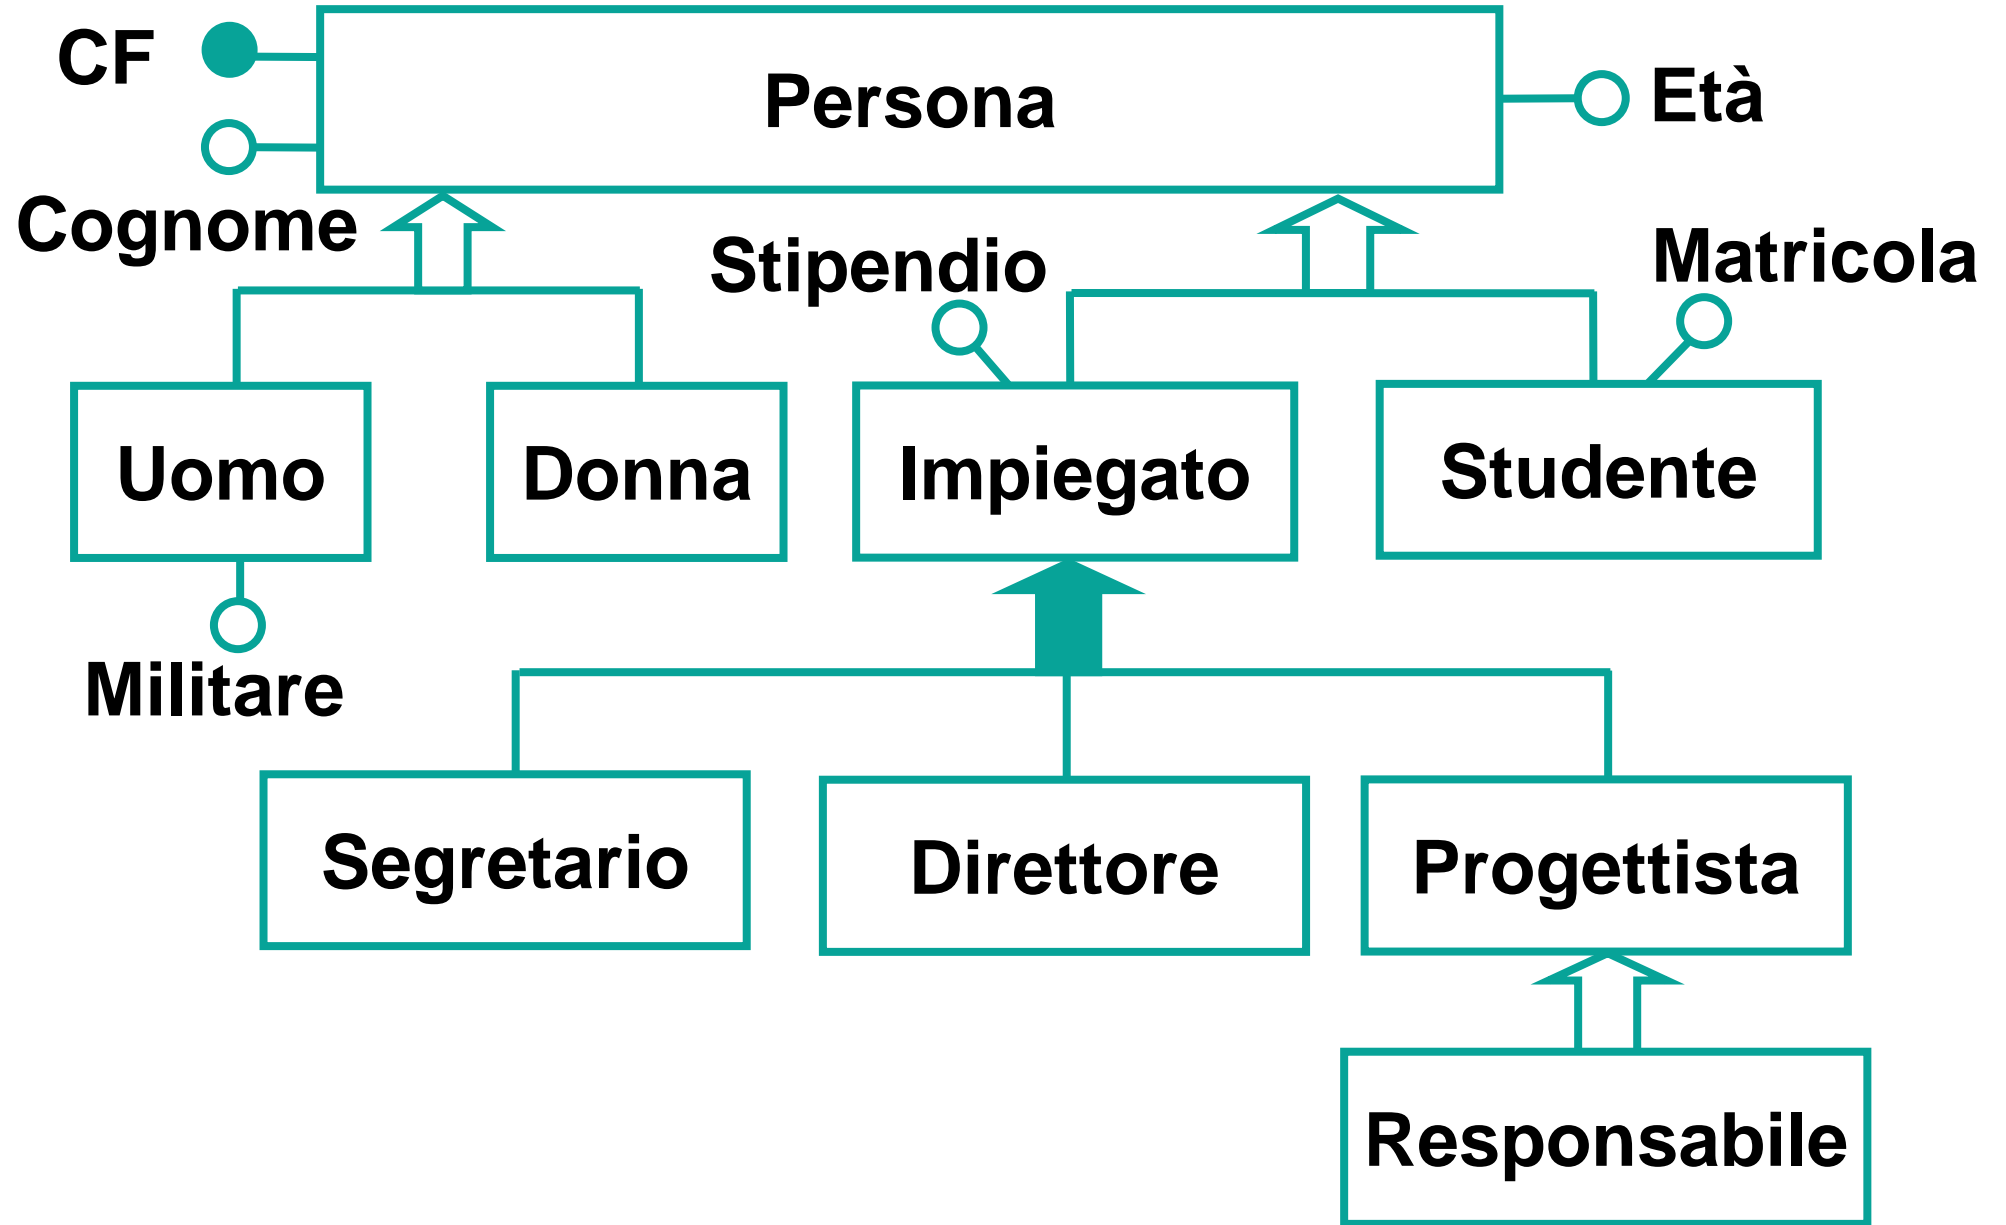 CF
Persona
Età
Cognome
Stipendio
Matricola
Uomo
Donna
Impiegato
Studente
Militare
Segretario
Direttore
Progettista
Responsabile